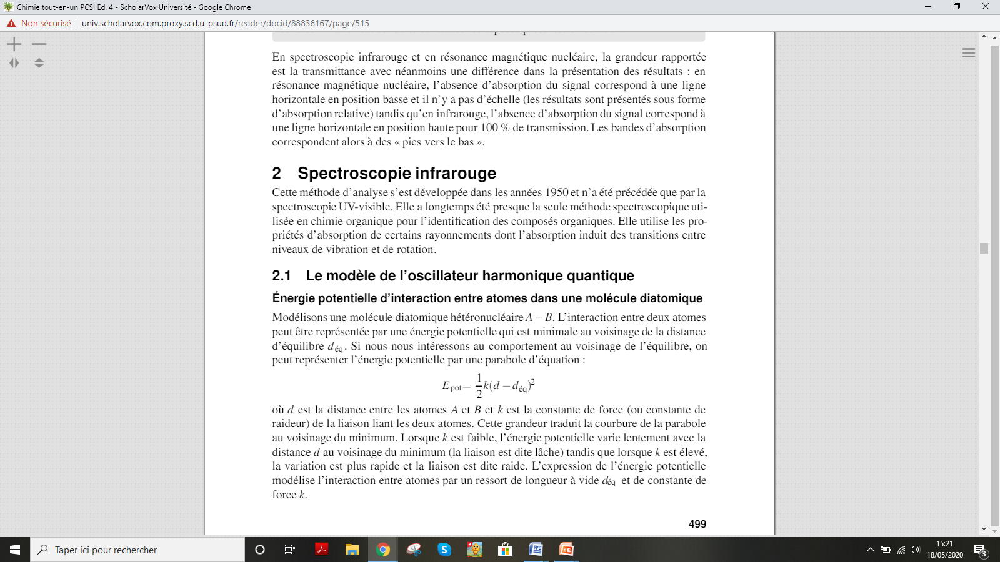 Chimie tout-en-un PCSI Ed. 4 - ScholarVox Université - Google Chrome
Non sécurisé | univ.scholarvox.com.proxy.scd.u-psud.fr/reader/docid/88836167/page/515
En spectroscopie infrarouge et en résonance magnétique nucléaire, la grandeur rapportée
est la transmittance avec néanmoins une différence dans la présentation des résultats : en
résonance magnétique nucléaire, l'absence d'absorption du signal correspond à une ligne
horizontale en position basse et il n'y a pas d'échelle (les résultats sont présentés sous forme
d'absorption relative) tandis qu'en infrarouge, l'absence d'absorption du signal correspond à
une ligne horizontale en position haute pour 100 % de transmission. Les bandes d'absorption
correspondent alors à des « pics vers le bas ».
2 Spectroscopie infrarouge
Cette méthode d'analyse s'est développée dans les années 1950 et n'a été précédée que par la
spectroscopie UV-visible. Elle a longtemps été presque la seule méthode spectroscopique uti-
lisée en chimie organique pour l'identification des composés organiques. Elle utilise les pro-
priétés d'absorption de certains rayonnements dont l'absorption induit des transitions entre
niveaux de vibration et de rotation.
2.1 Le modèle de l'oscillateur harmonique quantique
Énergie potentielle d'interaction entre atomes dans une molécule diatomique
Modélisons une molécule diatomique hétéronucléaire A – B. L'interaction entre deux atomes
peut être représentée par une énergie potentielle qui est minimale au voisinage de la distance
d'équilibre d éq. Si nous nous intéressons au comportement au voisinage de l'équilibre, on
peut représenter l'énergie potentielle par une parabole d'équation :
E pot = 1/2 k(d – d éq)²
où d est la distance entre les atomes A et B et k est la constante de force (ou constante de
raideur) de la liaison liant les deux atomes. Cette grandeur traduit la courbure de la parabole
au voisinage du minimum. Lorsque k est faible, l'énergie potentielle varie lentement avec la
distance d au voisinage du minimum (la liaison est dite lâche) tandis que lorsque k est élevé,
la variation est plus rapide et la liaison est dite raide. L'expression de l'énergie potentielle
modélise l'interaction entre atomes par un ressort de longueur à vide déq et de constante de
force k.
499
Taper ici pour rechercher
15:21
18/05/2020
3